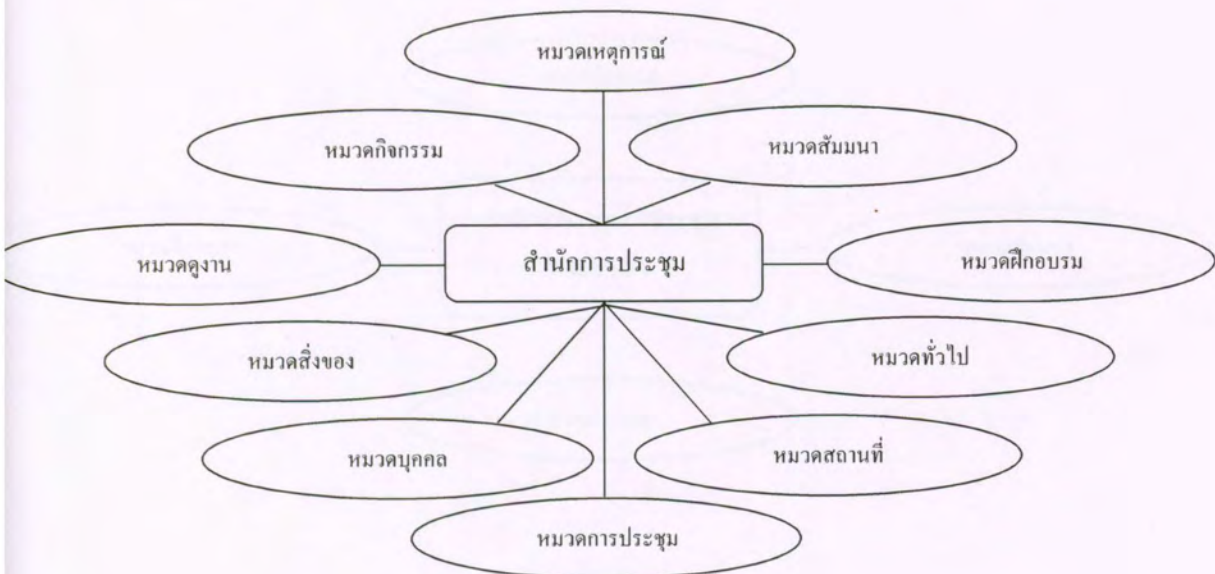 หมวดเหตุการณ์
หมวดกิจกรรม
หมวดสัมมนา
หมวดดูงาน
สำนักการประชุม
หมวดฝึกอบรม
หมวดสิ่งของ
หมวดทั่วไป
หมวดบุคคล
หมวดสถานที่
หมวดการประชุม